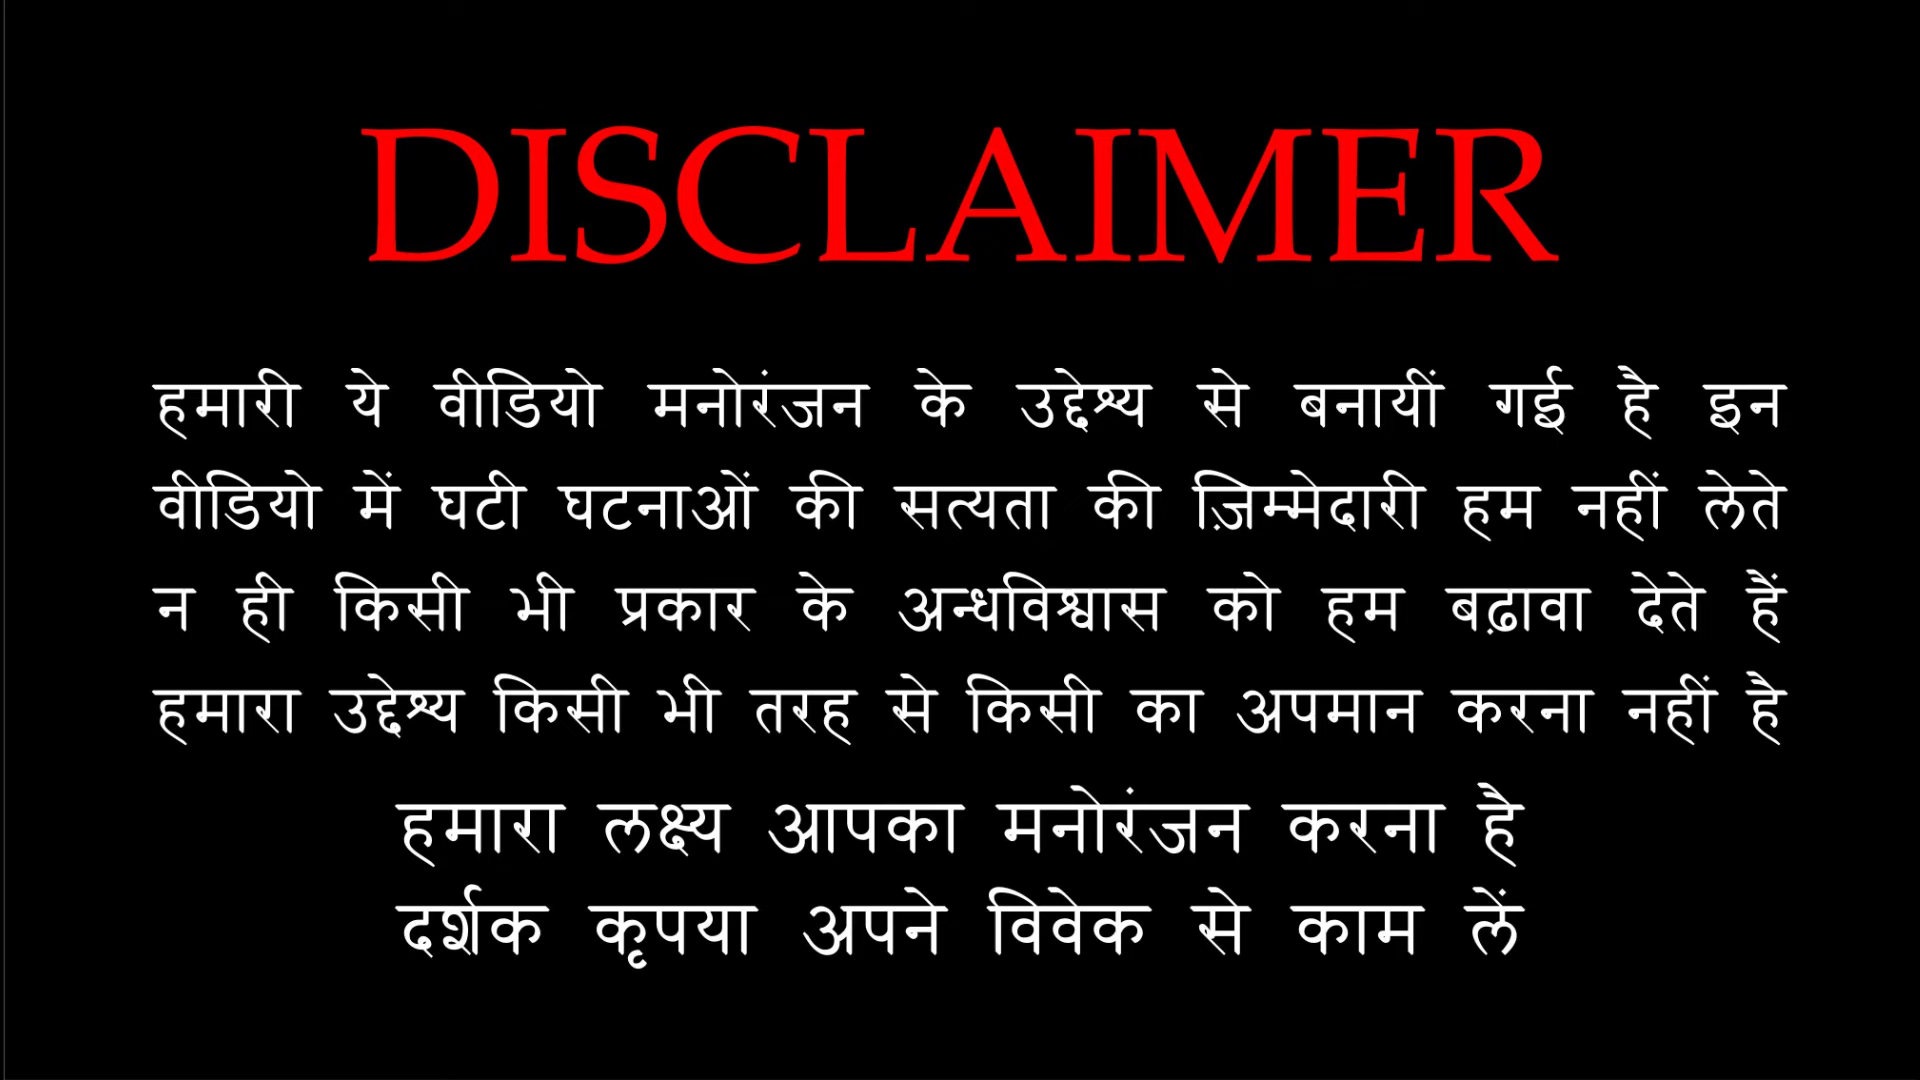 DISCLAIMER
हमारी ये वीडियो मनोरंजन के उद्देश्य से बनायीं गई है इन
वीडियो में घटी घटनाओं की सत्यता की ज़िम्मेदारी हम नहीं लेते
न ही किसी भी प्रकार के अन्धविश्वास को हम बढ़ावा देते हैं
हमारा उद्देश्य किसी भी तरह से किसी का अपमान करना नहीं है
हमारा लक्ष्य आपका मनोरंजन करना है
दर्शक कृपया अपने विवेक से काम लें